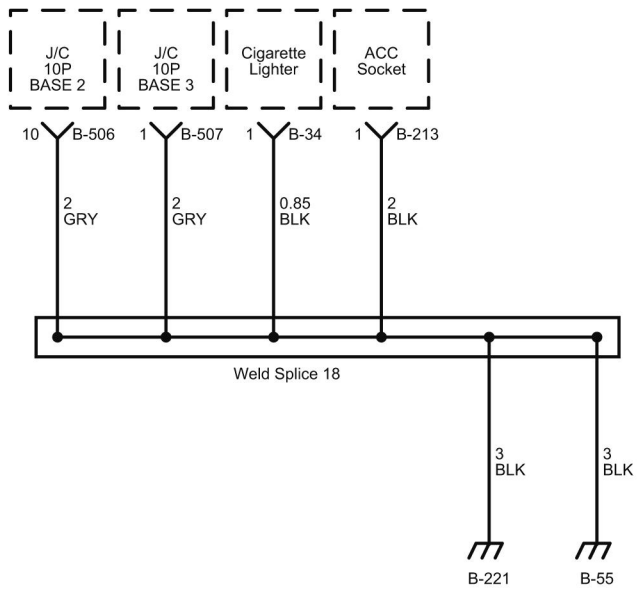 J/C
10P
BASE 2
J/C
10P
BASE 3
Cigarette
Lighter
ACC
Socket
10 B-506
1 B-507
1 B-34
1 B-213
2
GRY
2
GRY
0.85
BLK
2
BLK
Weld Splice 18
3
BLK
3
BLK
B-221
B-55